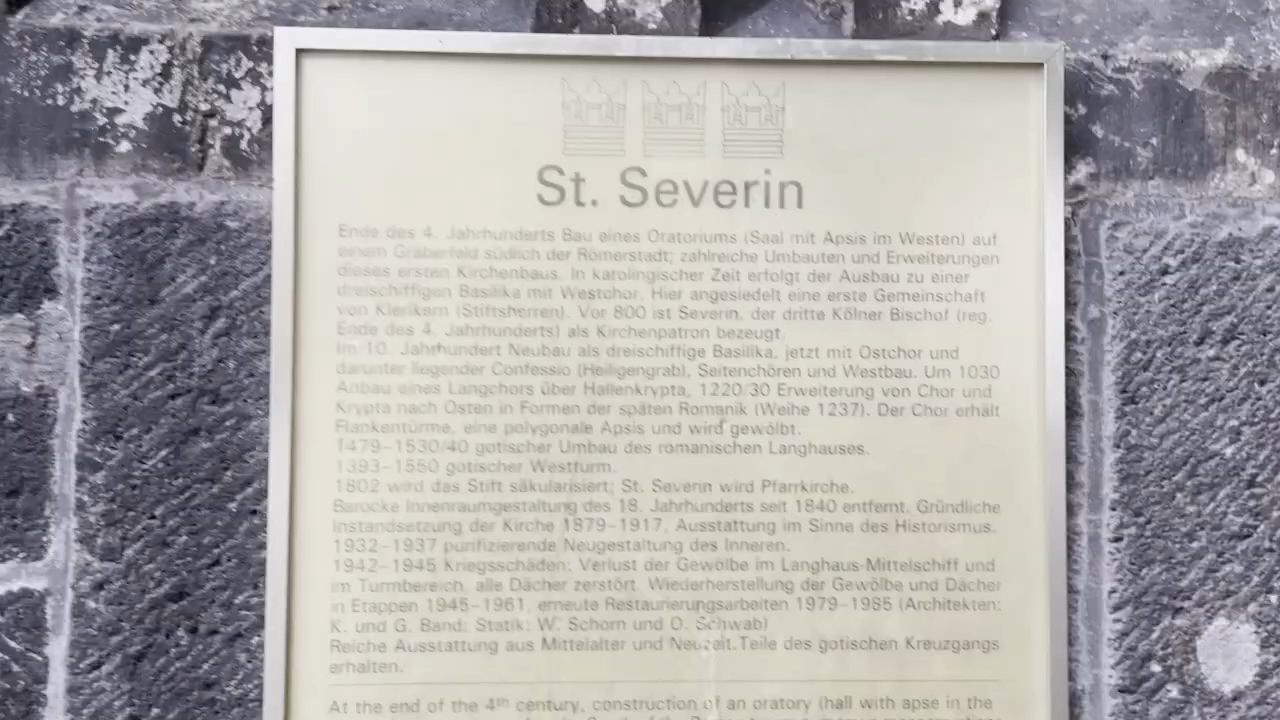 St. Severin
Ende des 4. Jahrhunderts Bau eines Oratoriums (Saal mit Apsis im Westen) auf
einem Gräberfeld südlich der Römerstadt; zahlreiche Umbauten und Erweiterungen
dieses ersten Kirchenbaus. In karolingischer Zeit erfolgt der Ausbau zu einer
dreischiffigen Basilika mit Westchor. Hier angesiedelt eine erste Gemeinschaft
von Klerikern (Stiftsherren). Vor 800 ist Severin, der dritte Kölner Bischof (reg.
Ende des 4. Jahrhunderts) als Kirchenpatron bezeugt.
Im 10. Jahrhundert Neubau als dreischiffige Basilika, jetzt mit Ostchor und
darunter liegender Confessio (Heiligengrab), Seitenchören und Westbau. Um 1030
Anbau eines Langchors über Hallenkrypta, 1220/30 Erweiterung von Chor und
Krypta nach Osten in Formen der späten Romanik (Weihe 1237). Der Chor erhält
Flankentürme, eine polygonale Apsis und wird gewölbt.
1479–1530/40 gotischer Umbau des romanischen Langhauses.
1393–1550 gotischer Westturm.
1802 wird das Stift säkularisiert; St. Severin wird Pfarrkirche.
Barocke Innenraumgestaltung des 18. Jahrhunderts seit 1840 entfernt. Gründliche
Instandsetzung der Kirche 1879–1917, Ausstattung im Sinne des Historismus.
1932–1937 purifizierende Neugestaltung des Inneren.
1942–1945 Kriegsschäden: Verlust der Gewölbe im Langhaus-Mittelschiff und
im Turmbereich, alle Dächer zerstört. Wiederherstellung der Gewölbe und Dächer
in Etappen 1945–1961, erneute Restaurierungsarbeiten 1979–1985 (Architekten:
K. und G. Band; Statik: W. Schorn und O. Schwab)
Reiche Ausstattung aus Mittelalter und Neuzeit. Teile des gotischen Kreuzgangs
erhalten.
At the end of the 4th century, construction of an oratory (hall with apse in the